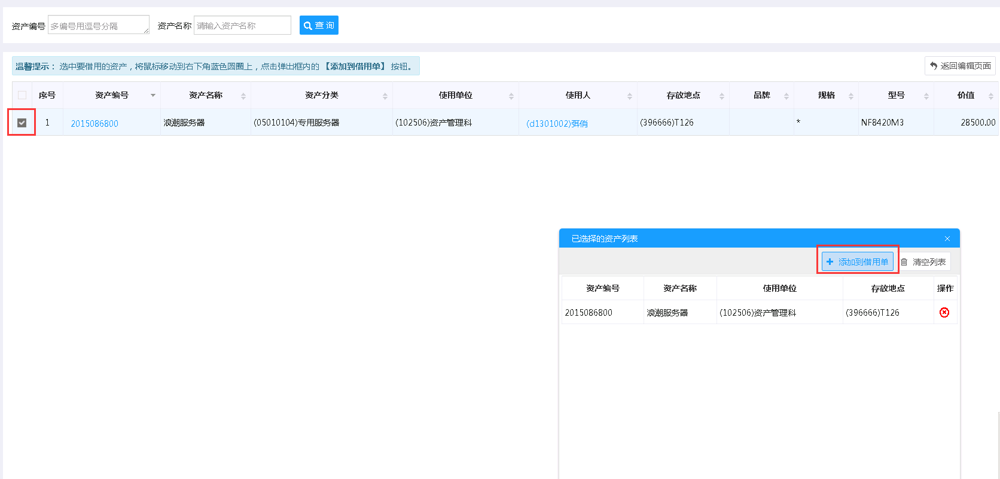 资产编号 多编号用逗号分隔 资产名称 请输入资产名称 查 询
温馨提示： 选中要借用的资产，将鼠标移动到右下角蓝色圆圈上，点击弹出框内的 【添加到借用单】 按钮。 返回编辑页面
序号 资产编号 资产名称 资产分类 使用单位 使用人 存放地点 品牌 规格 型号 价值
1 2015086800 浪潮服务器 (05010104)专用服务器 (102506)资产管理科 (d1301002)弭俏 (396666)T126 * NF8420M3 28500.00
已选择的资产列表
添加到借用单 清空列表
资产编号 资产名称 使用单位 存放地点 操作
2015086800 浪潮服务器 (102506)资产管理科 (396666)T126